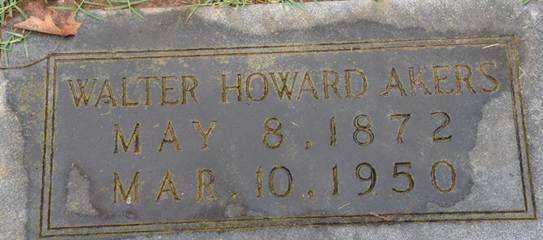 WALTER HOWARD AKERS
MAY 8, 1872
MAR. 10, 1950